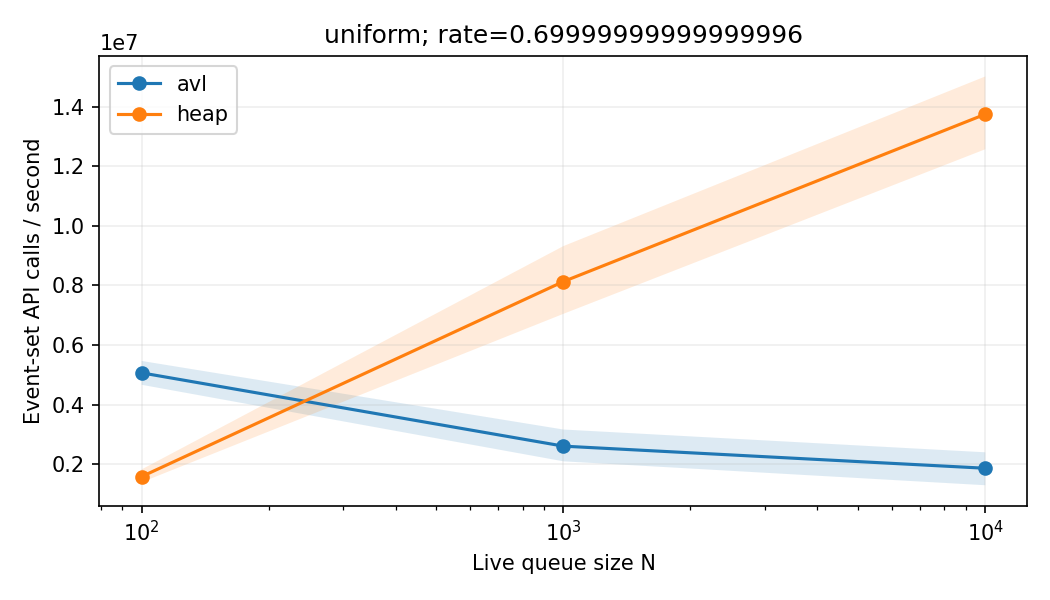 uniform; rate=0.69999999999999996
1e7
avl
heap
1.4
1.2
1.0
0.8
0.6
0.4
0.2
Event-set API calls / second
10²
10³
10⁴
Live queue size N